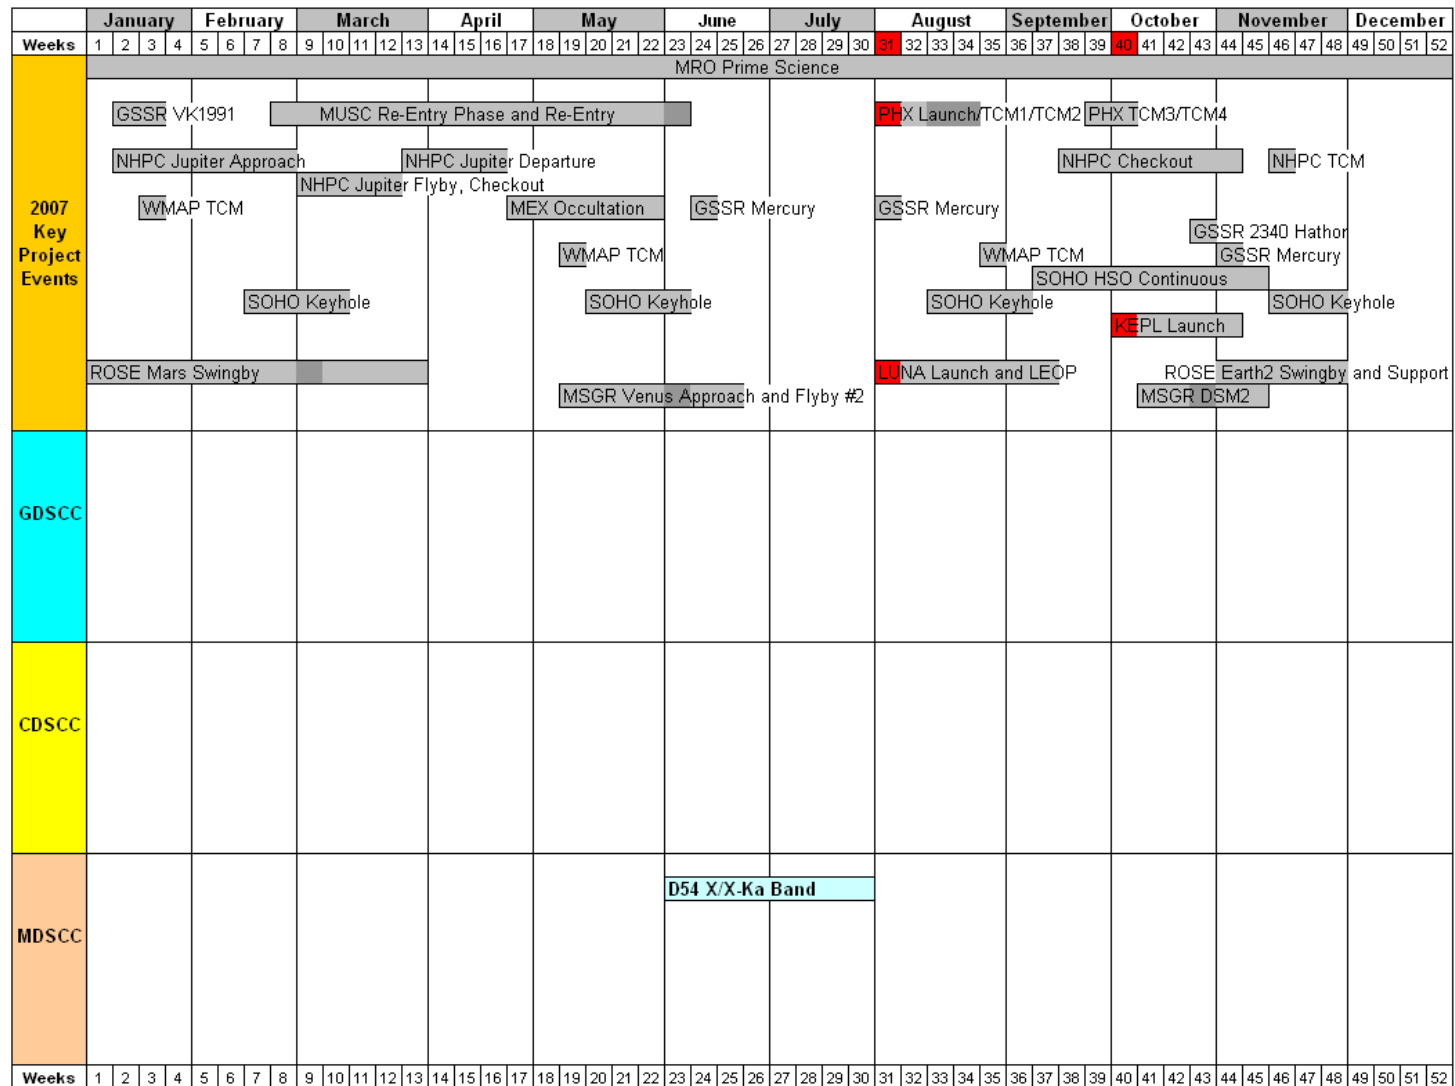 January February March April May June July August September October November December
Weeks 1 2 3 4 5 6 7 8 9 10 11 12 13 14 15 16 17 18 19 20 21 22 23 24 25 26 27 28 29 30 31 32 33 34 35 36 37 38 39 40 41 42 43 44 45 46 47 48 49 50 51 52
MRO Prime Science
GSSR VK1991 MUSC Re-Entry Phase and Re-Entry PHX Launch/TCM1/TCM2 PHX TCM3/TCM4
NHPC Jupiter Approach NHPC Jupiter Departure NHPC Checkout NHPC TCM
NHPC Jupiter Flyby, Checkout
2007 Key Project Events
WMAP TCM MEX Occultation GSSR Mercury GSSR Mercury
GSSR 2340 Hathor
WMAP TCM WMAP TCM GSSR Mercury
SOHO HSO Continuous
SOHO Keyhole SOHO Keyhole SOHO Keyhole SOHO Keyhole
KEPL Launch
ROSE Mars Swingby LUNA Launch and LEOP ROSE Earth2 Swingby and Support
MSGR Venus Approach and Flyby #2 MSGR DSM2
GDSCC
CDSCC
D54 X/X-Ka Band
MDSCC
Weeks 1 2 3 4 5 6 7 8 9 10 11 12 13 14 15 16 17 18 19 20 21 22 23 24 25 26 27 28 29 30 31 32 33 34 35 36 37 38 39 40 41 42 43 44 45 46 47 48 49 50 51 52